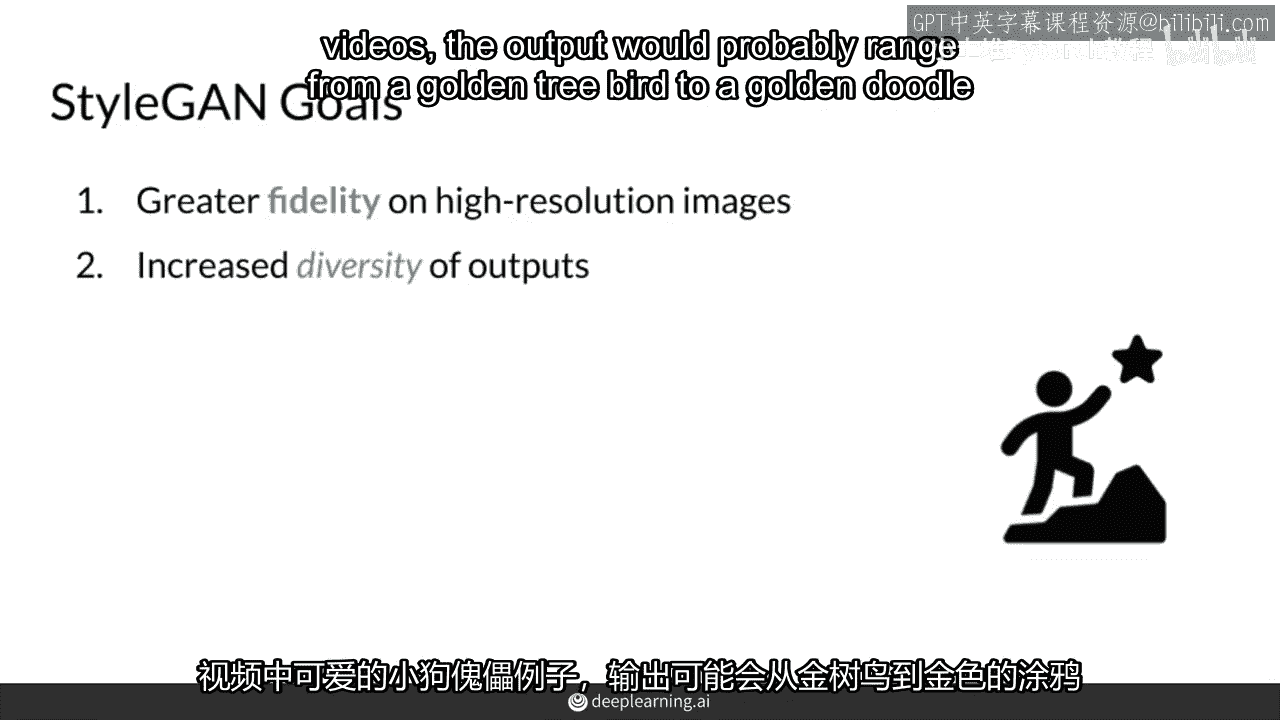 GPT中英字幕课程资源@bilibili.com
videos, the output would probably range
from a golden tree bird to a golden doodle
StyleGAN Goals
1. Greater fidelity on high-resolution images
2. Increased diversity of outputs
视频中可爱的小狗傀儡例子，输出可能会从金树鸟到金色的涂鸦
deeplearning.ai